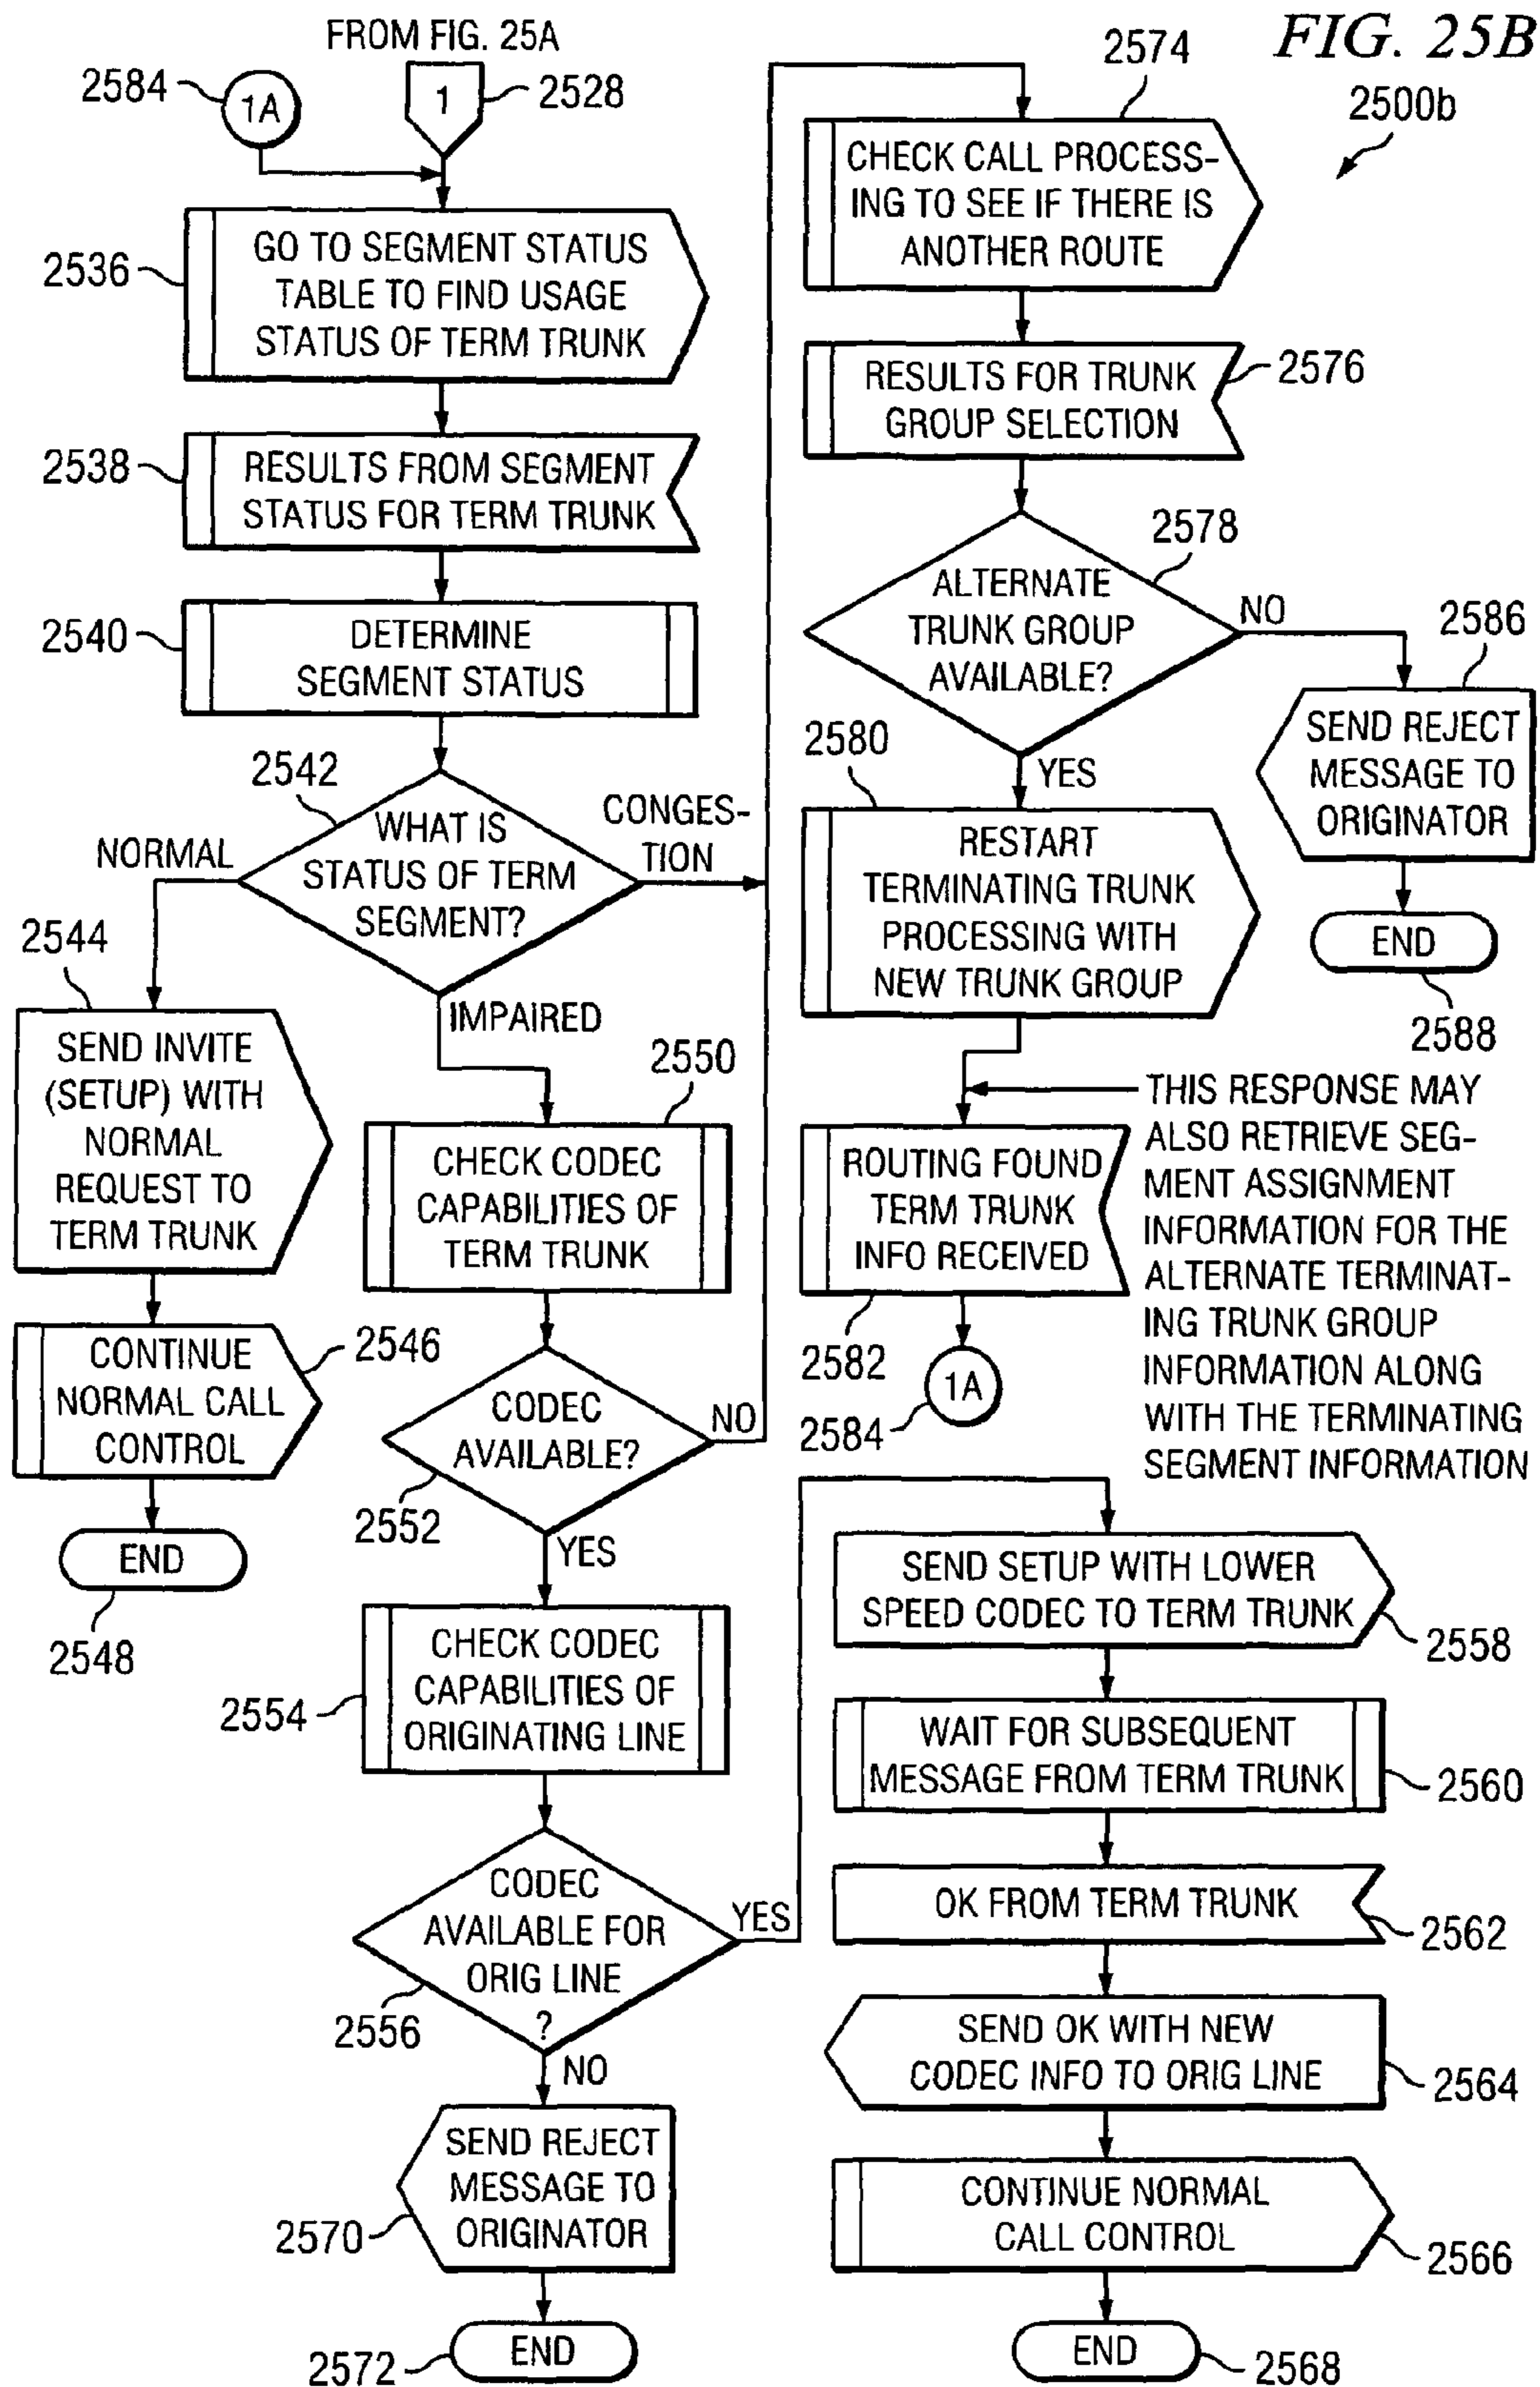 FIG. 25B
2500b
FROM FIG. 25A
2584
1A
1
2528
2536
GO TO SEGMENT STATUS
TABLE TO FIND USAGE
STATUS OF TERM TRUNK
2538
RESULTS FROM SEGMENT
STATUS FOR TERM TRUNK
2540
DETERMINE
SEGMENT STATUS
2542
WHAT IS
STATUS OF TERM
SEGMENT?
NORMAL
CONGES-
TION
IMPAIRED
2544
SEND INVITE
(SETUP) WITH
NORMAL
REQUEST TO
TERM TRUNK
2546
CONTINUE
NORMAL CALL
CONTROL
END
2548
2550
CHECK CODEC
CAPABILITIES OF
TERM TRUNK
CODEC
AVAILABLE?
NO
2552
YES
2554
CHECK CODEC
CAPABILITIES OF
ORIGINATING LINE
CODEC
AVAILABLE FOR
ORIG LINE
?
YES
2556
NO
SEND REJECT
MESSAGE TO
ORIGINATOR
2570
END
2572
2574
CHECK CALL PROCESS-
ING TO SEE IF THERE IS
ANOTHER ROUTE
RESULTS FOR TRUNK
GROUP SELECTION
2576
2578
ALTERNATE
TRUNK GROUP
AVAILABLE?
NO
2586
SEND REJECT
MESSAGE TO
ORIGINATOR
END
2588
YES
2580
RESTART
TERMINATING TRUNK
PROCESSING WITH
NEW TRUNK GROUP
ROUTING FOUND
TERM TRUNK
INFO RECEIVED
2582
1A
2584
THIS RESPONSE MAY
ALSO RETRIEVE SEG-
MENT ASSIGNMENT
INFORMATION FOR THE
ALTERNATE TERMINAT-
ING TRUNK GROUP
INFORMATION ALONG
WITH THE TERMINATING
SEGMENT INFORMATION
SEND SETUP WITH LOWER
SPEED CODEC TO TERM TRUNK
2558
WAIT FOR SUBSEQUENT
MESSAGE FROM TERM TRUNK
2560
OK FROM TERM TRUNK
2562
SEND OK WITH NEW
CODEC INFO TO ORIG LINE
2564
CONTINUE NORMAL
CALL CONTROL
2566
END
2568